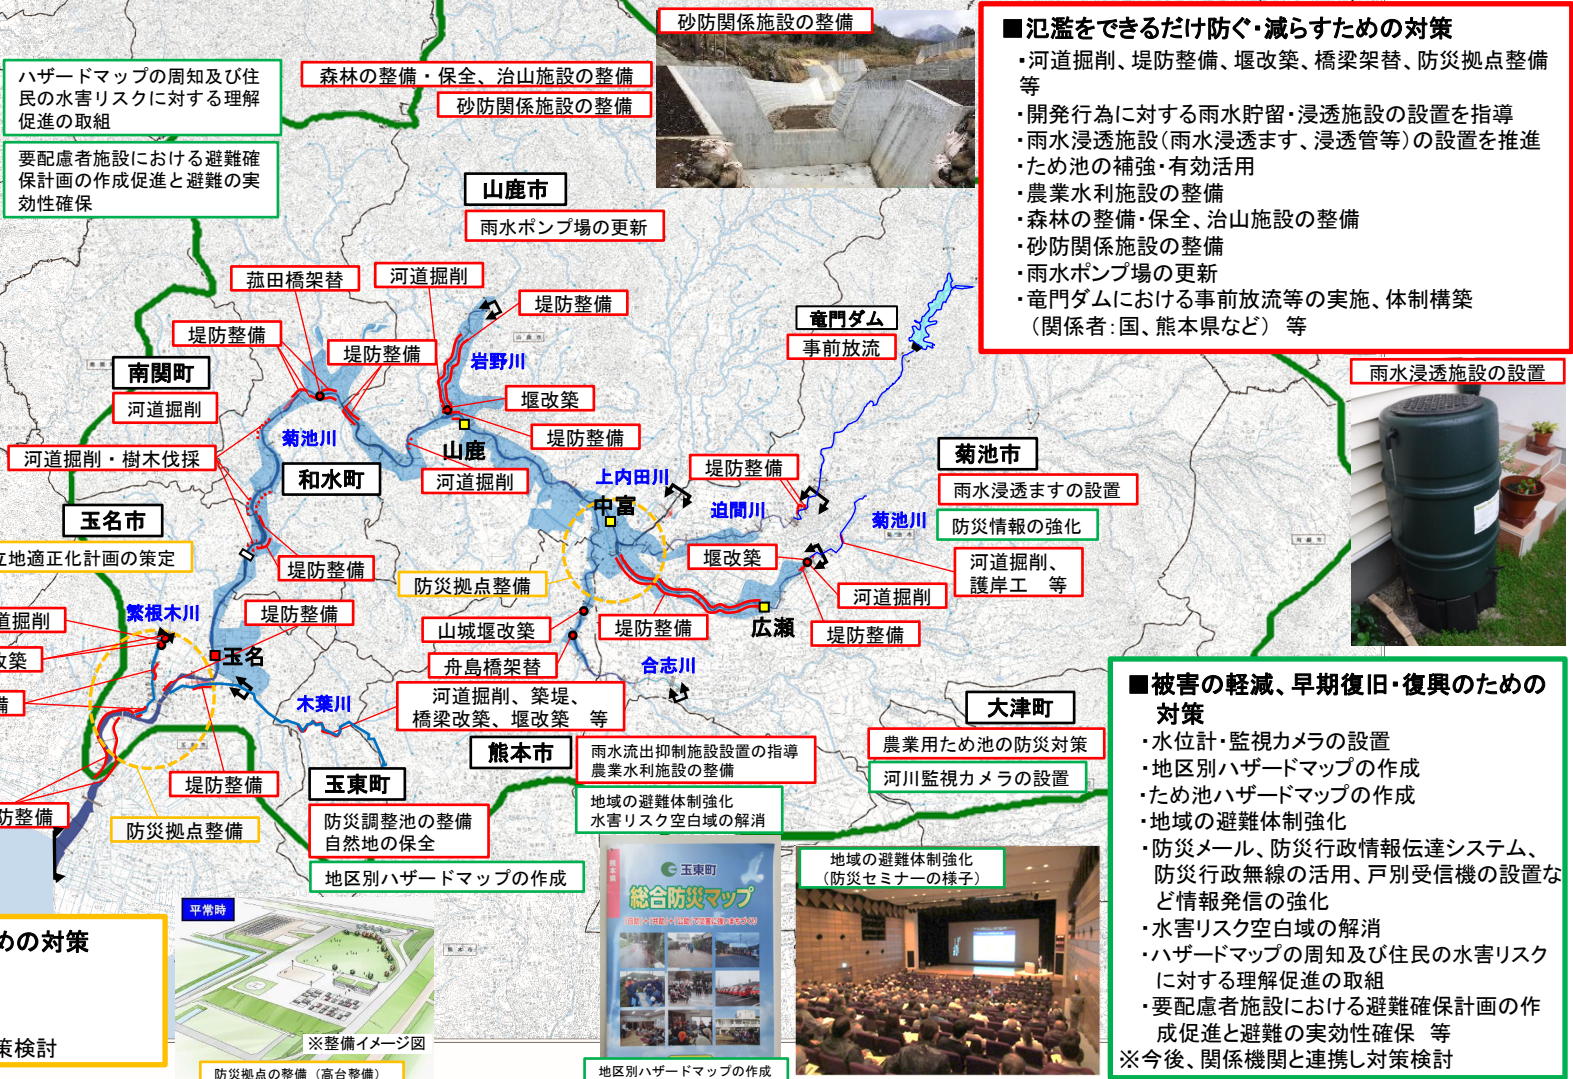 砂防関係施設の整備
■氾濫をできるだけ防ぐ・減らすための対策
・河道掘削、堤防整備、堰改築、橋梁架替、防災拠点整備
等
・開発行為に対する雨水貯留・浸透施設の設置を指導
・雨水浸透施設(雨水浸透ます、浸透管等)の設置を推進
・ため池の補強・有効活用
・農業水利施設の整備
・森林の整備・保全、治山施設の整備
・砂防関係施設の整備
・雨水ポンプ場の更新
・竜門ダムにおける事前放流等の実施、体制構築
(関係者:国、熊本県など) 等
ハザードマップの周知及び住
民の水害リスクに対する理解
促進の取組
森林の整備・保全、治山施設の整備
砂防関係施設の整備
要配慮者施設における避難確
保計画の作成促進と避難の実
効性確保
山鹿市
雨水ポンプ場の更新
菰田橋架替
河道掘削
堤防整備
竜門ダム
事前放流
堤防整備
堤防整備
岩野川
南関町
河道掘削
雨水浸透施設の設置
堰改築
堤防整備
菊池川
山鹿
河道掘削・樹木伐採
和水町
河道掘削
上内田川
堤防整備
菊池市
雨水浸透ますの設置
防災情報の強化
中富
迫間川
菊池川
玉名市
立地適正化計画の策定
堤防整備
防災拠点整備
堰改築
河道掘削、
護岸工 等
河道掘削
繁根木川
堤防整備
道掘削
山城堰改築
堤防整備
広瀬
堤防整備
改築
玉名
舟島橋架替
合志川
備
木葉川
河道掘削、築堤、
橋梁改築、堰改築 等
大津町
農業用ため池の防災対策
河川監視カメラの設置
熊本市
雨水流出抑制施設設置の指導
農業水利施設の整備
地域の避難体制強化
水害リスク空白域の解消
堤防整備
玉東町
防災調整池の整備
自然地の保全
地区別ハザードマップの作成
防整備
防災拠点整備
■被害の軽減、早期復旧・復興のための
対策
・水位計・監視カメラの設置
・地区別ハザードマップの作成
・ため池ハザードマップの作成
・地域の避難体制強化
・防災メール、防災行政情報伝達システム、
防災行政無線の活用、戸別受信機の設置な
ど情報発信の強化
・水害リスク空白域の解消
・ハザードマップの周知及び住民の水害リスク
に対する理解促進の取組
・要配慮者施設における避難確保計画の作
成促進と避難の実効性確保 等
※今後、関係機関と連携し対策検討
めの対策
策検討
平常時
※整備イメージ図
防災拠点の整備(高台整備)
玉東町
総合防災マップ
地区別ハザードマップの作成
地域の避難体制強化
(防災セミナーの様子)